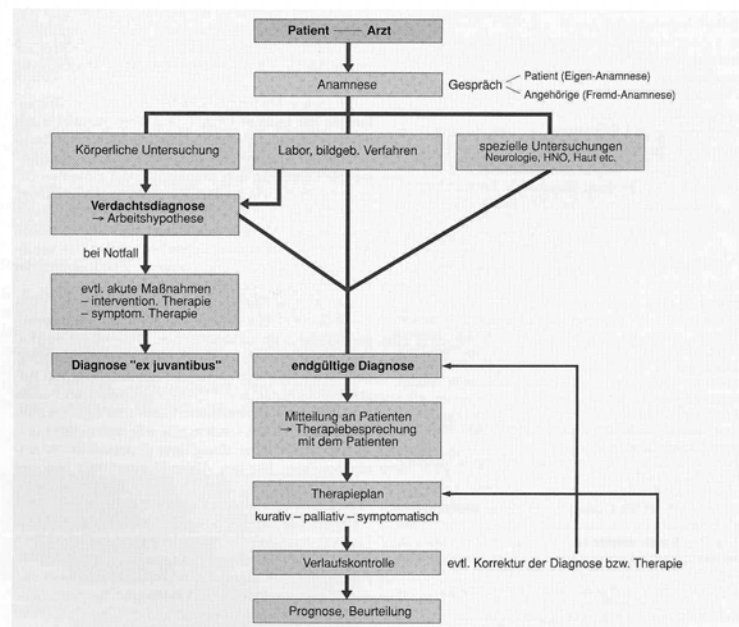 Patient —— Arzt
Anamnese
Gespräch
Patient (Eigen-Anamnese)
Angehörige (Fremd-Anamnese)
Körperliche Untersuchung
Labor, bildgeb. Verfahren
spezielle Untersuchungen
Neurologie, HNO, Haut etc.
Verdachtsdiagnose
→ Arbeitshypothese
bei Notfall
evtl. akute Maßnahmen
– intervention. Therapie
– symptom. Therapie
Diagnose "ex juvantibus"
endgültige Diagnose
Mitteilung an Patienten
→ Therapiebesprechung
mit dem Patienten
Therapieplan
kurativ – palliativ – symptomatisch
Verlaufskontrolle
evtl. Korrektur der Diagnose bzw. Therapie
Prognose, Beurteilung